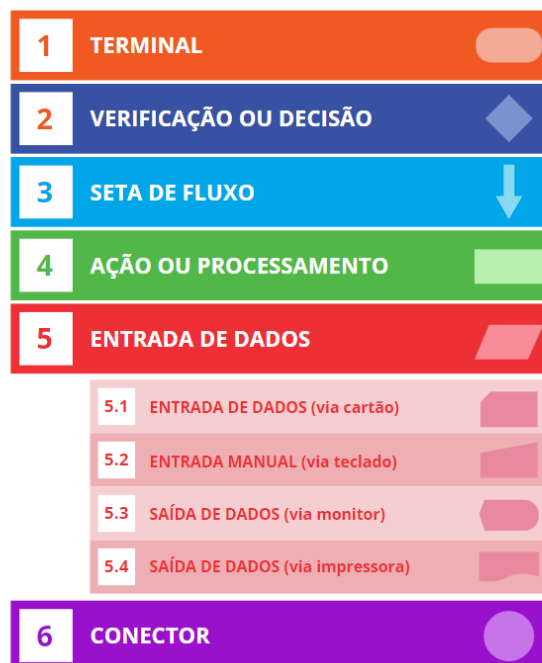 1 TERMINAL
2 VERIFICAÇÃO OU DECISÃO
3 SETA DE FLUXO
4 AÇÃO OU PROCESSAMENTO
5 ENTRADA DE DADOS
5.1 ENTRADA DE DADOS (via cartão)
5.2 ENTRADA MANUAL (via teclado)
5.3 SAÍDA DE DADOS (via monitor)
5.4 SAÍDA DE DADOS (via impressora)
6 CONECTOR